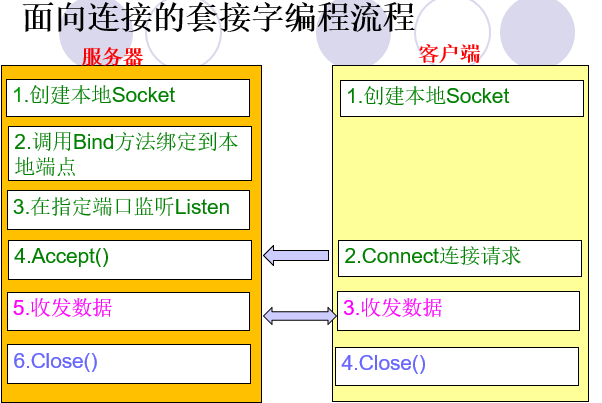 面向连接的套接字编程流程
服务器
客户端
1.创建本地Socket
2.调用Bind方法绑定到本
地端点
3.在指定端口监听Listen
4.Accept()
5.收发数据
6.Close()
1.创建本地Socket
2.Connect连接请求
3.收发数据
4.Close()